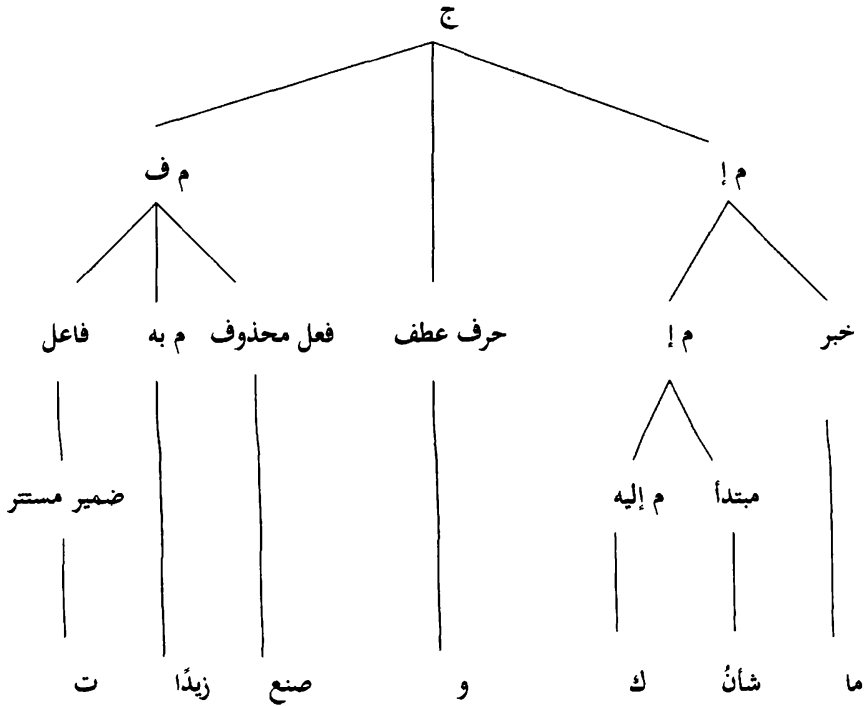 ج
م إ م ف
خبر م إ حرف عطف فعل محذوف م به فاعل
مبتدأ م إليه ضمير مستتر
ما شأنُ ك و صنع زيدًا ت